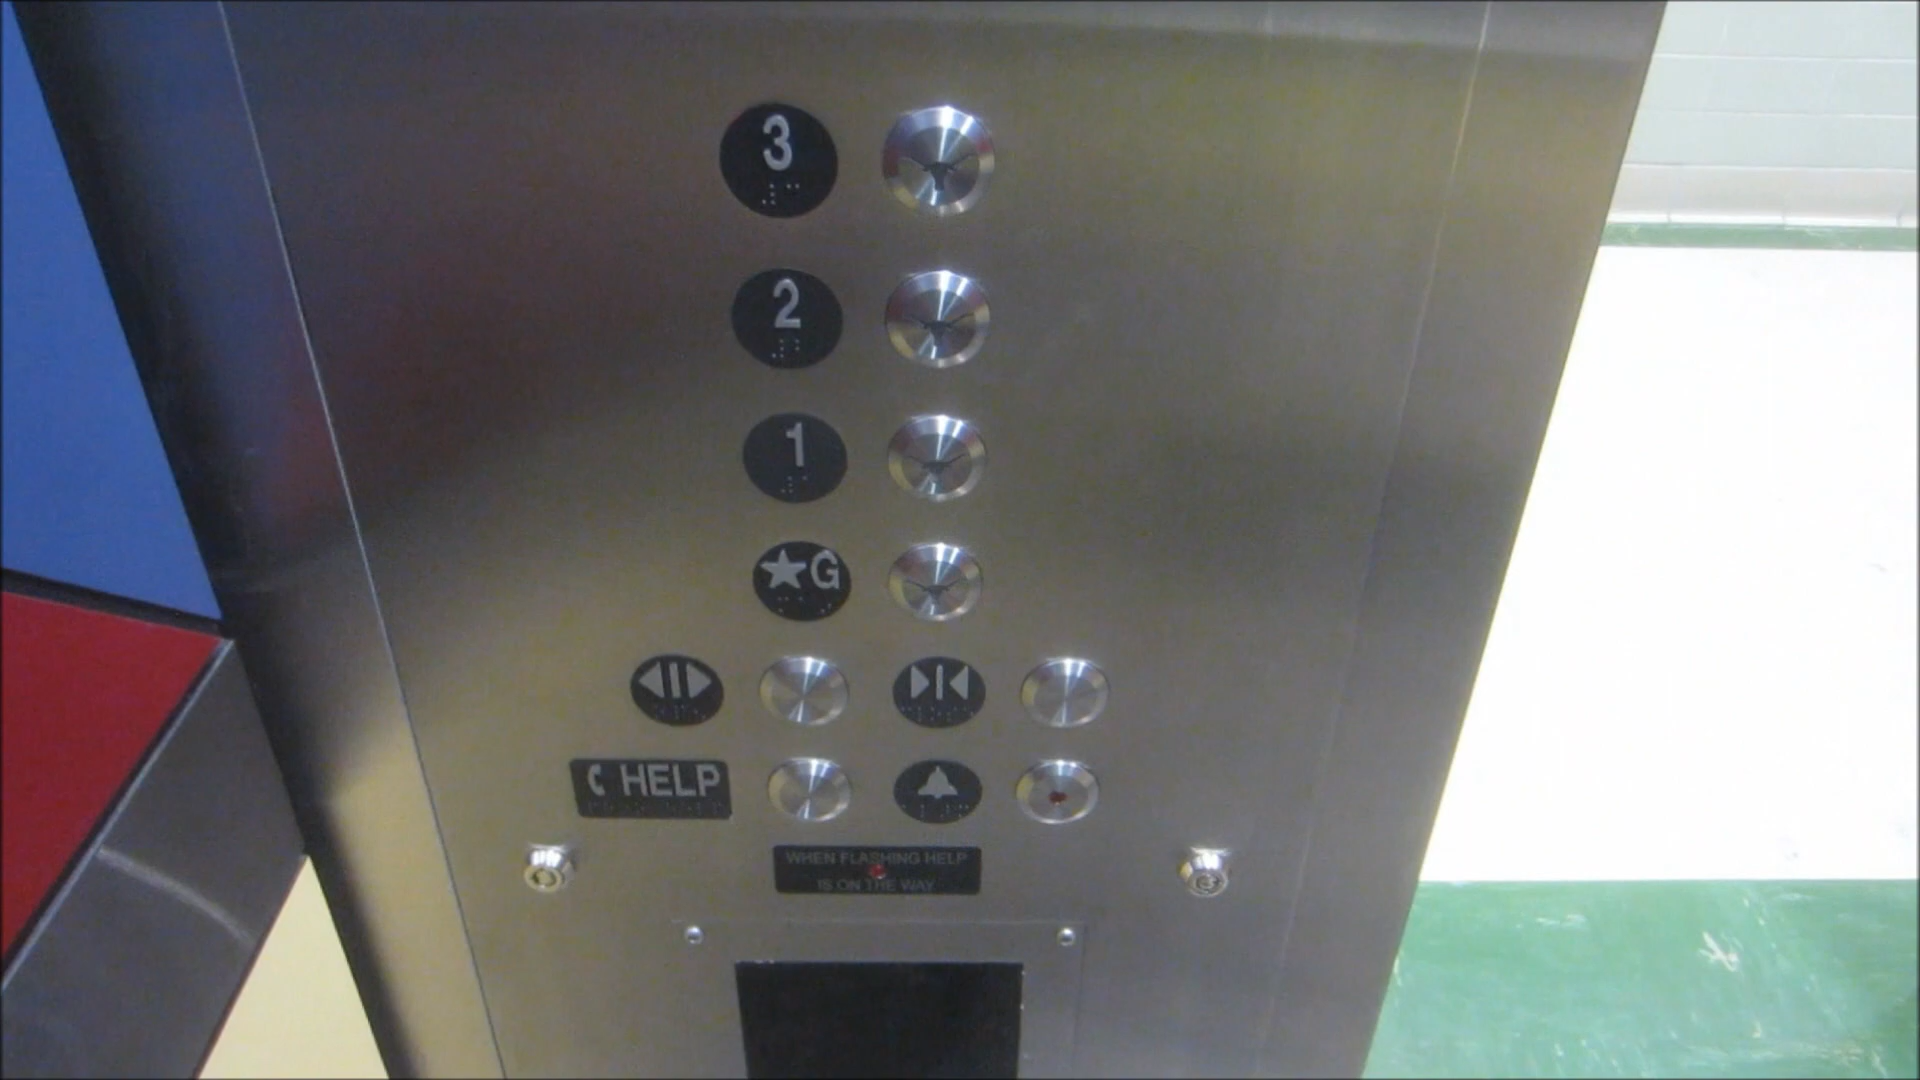 3
2
1
★G
HELP
WHEN FLASHING HELP
IS ON THE WAY